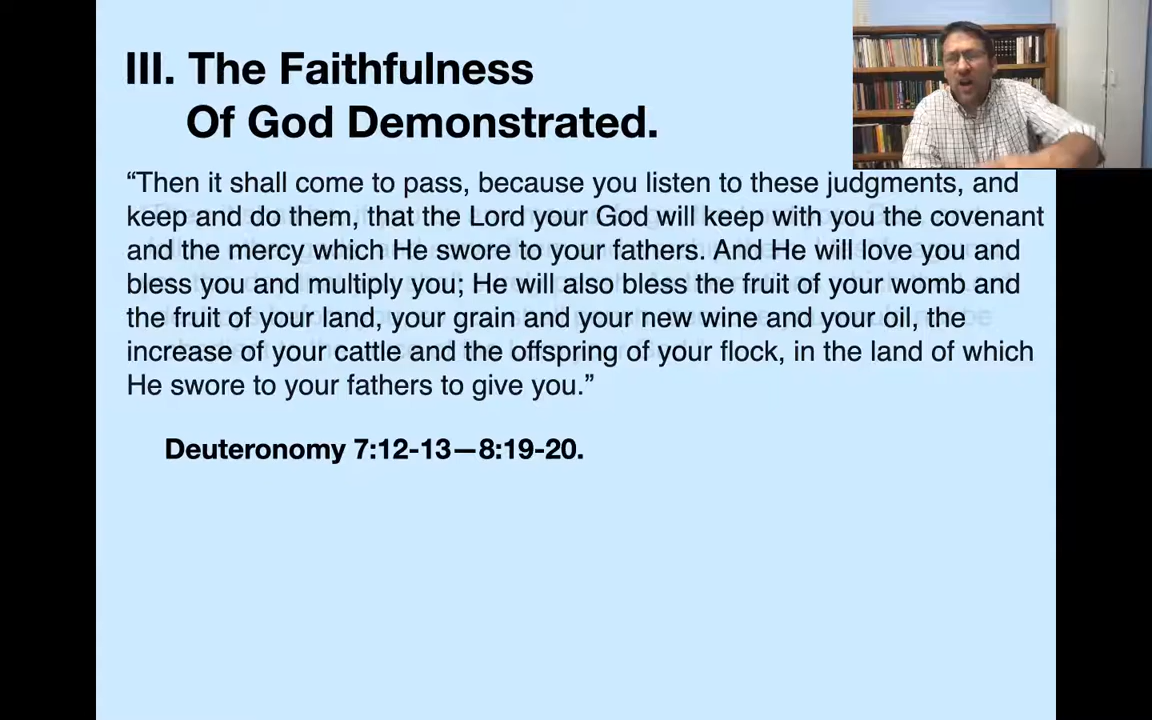 III. The Faithfulness
Of God Demonstrated.
“Then it shall come to pass, because you listen to these judgments, and
keep and do them, that the Lord your God will keep with you the covenant
and the mercy which He swore to your fathers. And He will love you and
bless you and multiply you; He will also bless the fruit of your womb and
the fruit of your land, your grain and your new wine and your oil, the
increase of your cattle and the offspring of your flock, in the land of which
He swore to your fathers to give you.”
Deuteronomy 7:12-13—8:19-20.